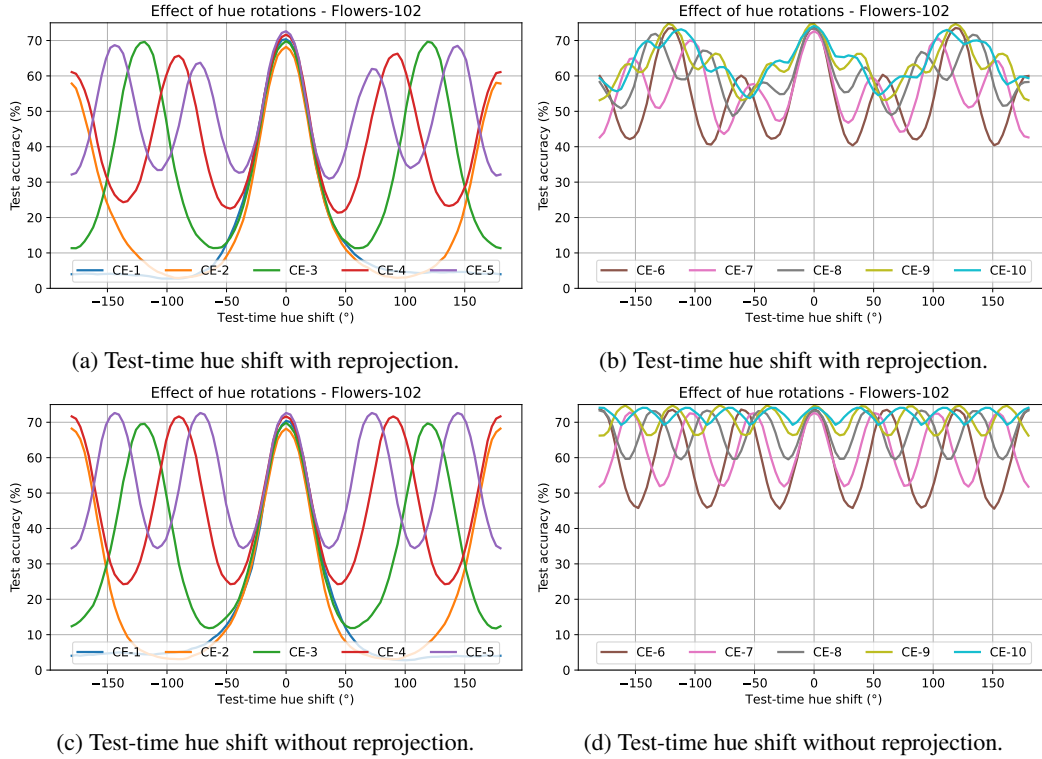 Effect of hue rotations - Flowers-102
Test accuracy (%)
70
60
50
40
30
20
10
0
CE-1 CE-2 CE-3 CE-4 CE-5
−150 −100 −50 0 50 100 150
Test-time hue shift (°)
(a) Test-time hue shift with reprojection.
Effect of hue rotations - Flowers-102
Test accuracy (%)
70
60
50
40
30
20
10
0
CE-6 CE-7 CE-8 CE-9 CE-10
−150 −100 −50 0 50 100 150
Test-time hue shift (°)
(b) Test-time hue shift with reprojection.
Effect of hue rotations - Flowers-102
Test accuracy (%)
70
60
50
40
30
20
10
0
CE-1 CE-2 CE-3 CE-4 CE-5
−150 −100 −50 0 50 100 150
Test-time hue shift (°)
(c) Test-time hue shift without reprojection.
Effect of hue rotations - Flowers-102
Test accuracy (%)
70
60
50
40
30
20
10
0
CE-6 CE-7 CE-8 CE-9 CE-10
−150 −100 −50 0 50 100 150
Test-time hue shift (°)
(d) Test-time hue shift without reprojection.